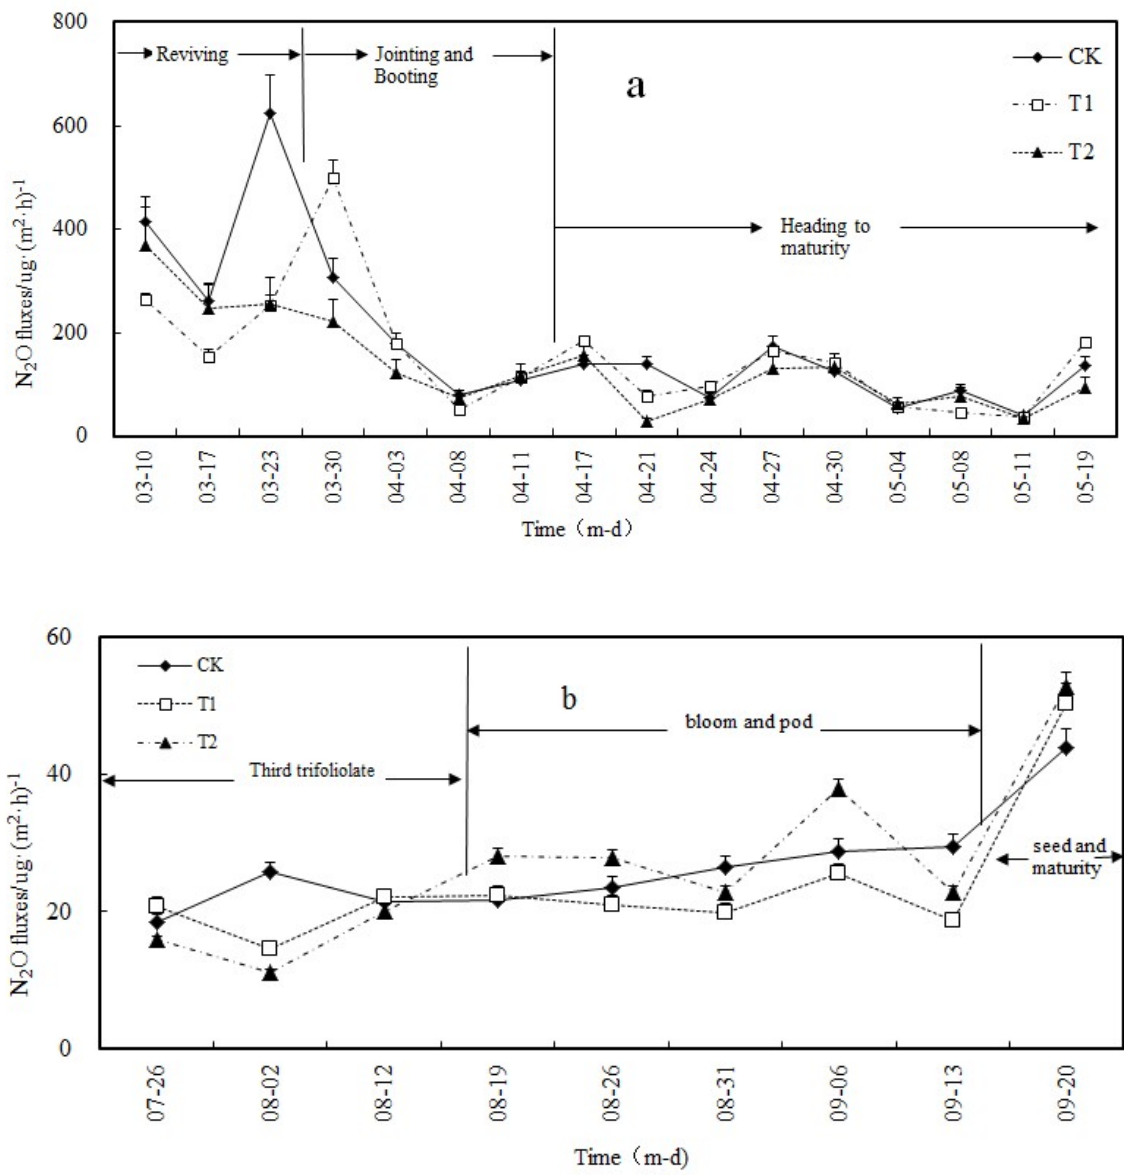 800
600
400
200
0
N₂O fluxes/ug·(m²·h)⁻¹
Reviving
Jointing and
Booting
a
CK
T1
T2
Heading to
maturity
03-10
03-17
03-23
03-30
04-03
04-08
04-11
04-17
04-21
04-24
04-27
04-30
05-04
05-08
05-11
05-19
Time（m-d）
60
40
20
0
N₂O fluxes/ug·(m²·h)⁻¹
CK
T1
T2
b
bloom and pod
Third trifoliolate
seed and
maturity
07-26
08-02
08-12
08-19
08-26
08-31
09-06
09-13
09-20
Time（m-d)